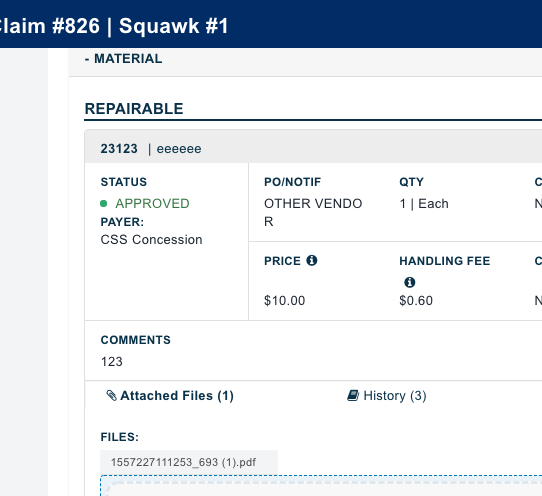 Claim #826 | Squawk #1
- MATERIAL
REPAIRABLE
23123 | eeeeee
STATUS
APPROVED
PAYER:
CSS Concession
PO/NOTIF
OTHER VENDO
R
QTY
1 | Each
C
N
PRICE
$10.00
HANDLING FEE
$0.60
C
N
COMMENTS
123
Attached Files (1)
History (3)
FILES:
1557227111253_693 (1).pdf